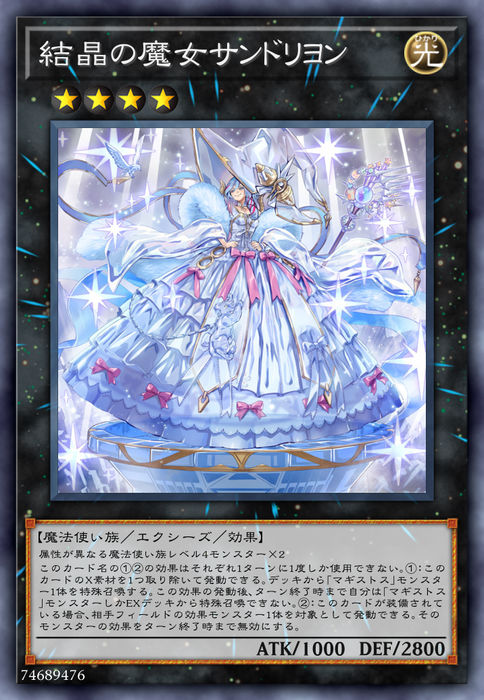 結晶の魔女サンドリヨン
ひかり
光
【魔法使い族／エクシーズ／効果】
属性が異なる魔法使い族レベル4モンスター×2
このカード名の①②の効果はそれぞれ1ターンに1度しか使用できない。①：この
カードのX素材を1つ取り除いて発動できる。デッキから「マギストス」モンスタ
ー1体を特殊召喚する。この効果の発動後、ターン終了時まで自分は「マギストス
」モンスターしかEXデッキから特殊召喚できない。②：このカードが装備されて
いる場合、相手フィールドの効果モンスター1体を対象として発動できる。その
モンスターの効果をターン終了時まで無効にする。
ATK/1000 DEF/2800
74689476